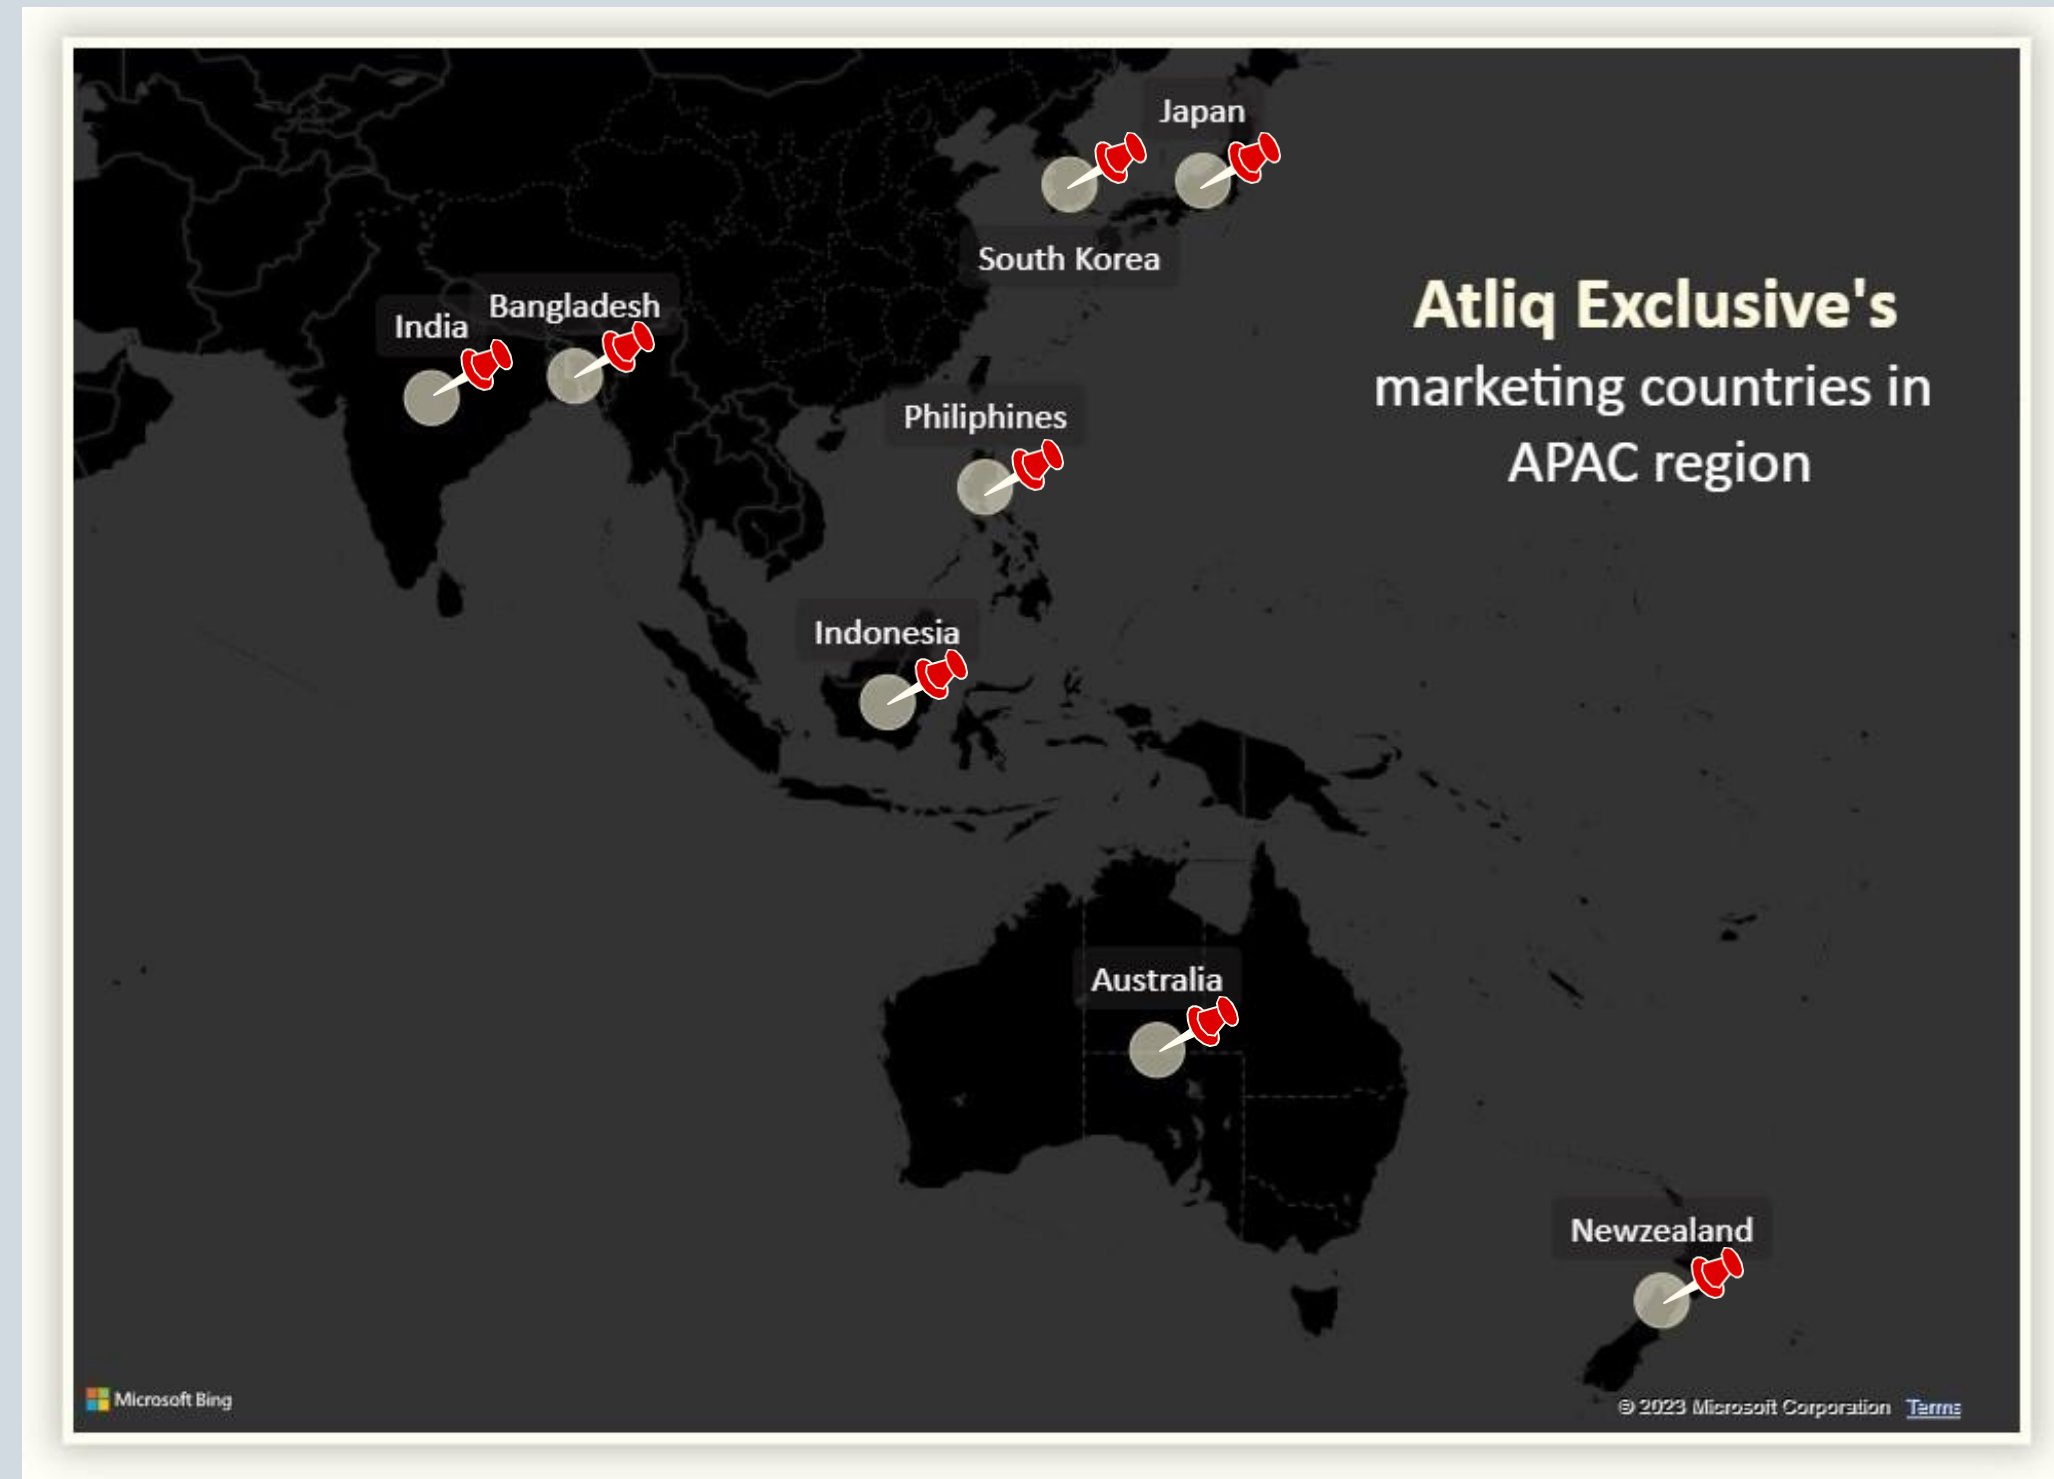 Japan
South Korea
Bangladesh
India
Atliq Exclusive's
marketing countries in
APAC region
Philiphines
Indonesia
Australia
Newzealand
Microsoft Bing
© 2023 Microsoft Corporation Terms